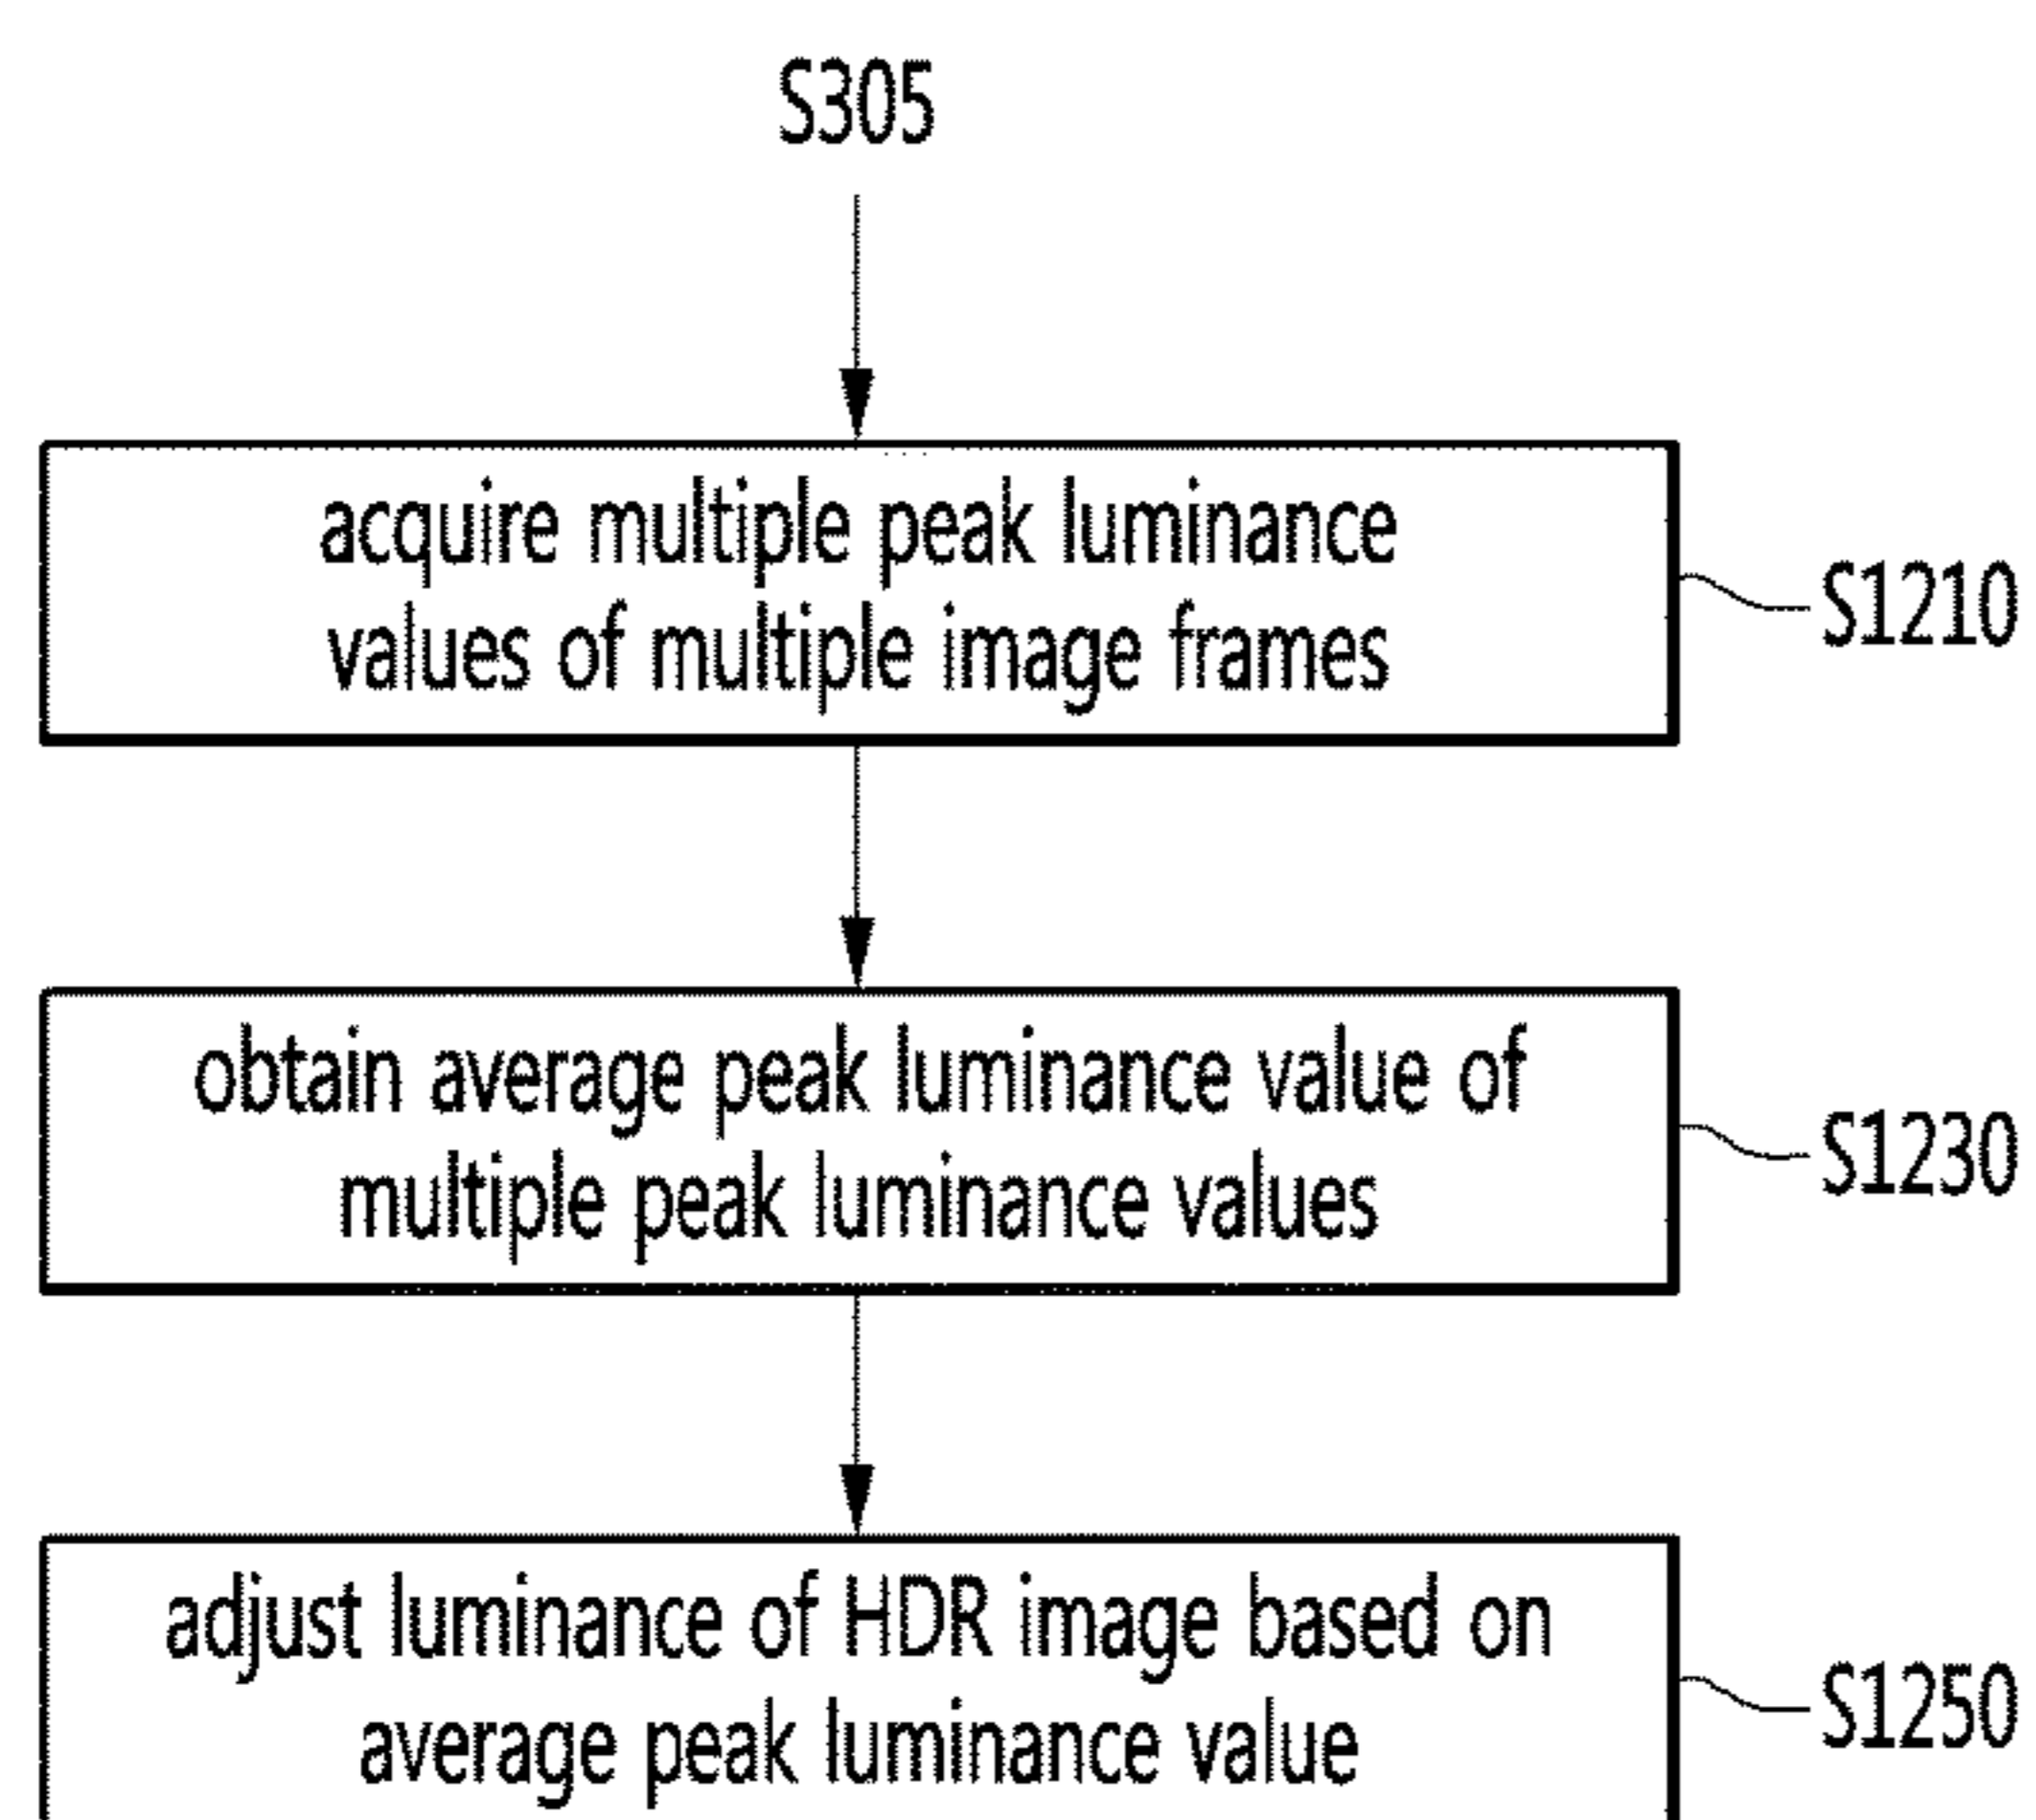 S305
acquire multiple peak luminance
values of multiple image frames
S1210
obtain average peak luminance value of
multiple peak luminance values
S1230
adjust luminance of HDR image based on
average peak luminance value
S1250